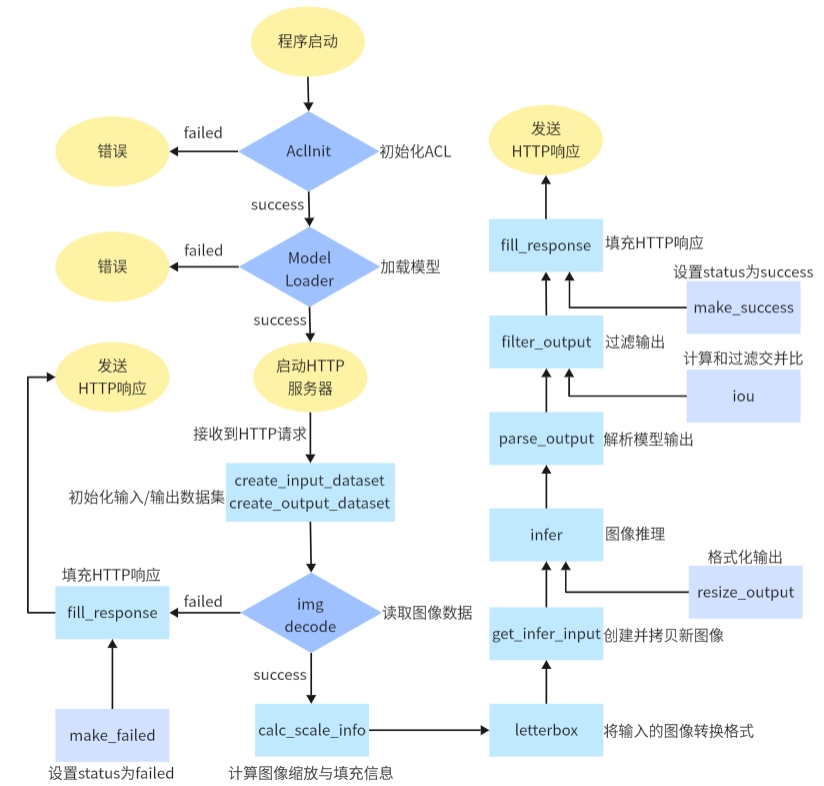 程序启动
failed
错误
AclInit
初始化ACL
success
failed
错误
Model
Loader
加载模型
success
启动HTTP
服务器
发送
HTTP响应
接收到HTTP请求
初始化输入/输出数据集
create_input_dataset
create_output_dataset
填充HTTP响应
fill_response
failed
img
decode
读取图像数据
success
make_failed
设置status为failed
calc_scale_info
计算图像缩放与填充信息
letterbox
将输入的图像转换格式
get_infer_input
创建并拷贝新图像
格式化输出
resize_output
infer
图像推理
parse_output
解析模型输出
计算和过滤交并比
iou
filter_output
过滤输出
设置status为success
make_success
fill_response
填充HTTP响应
发送
HTTP响应